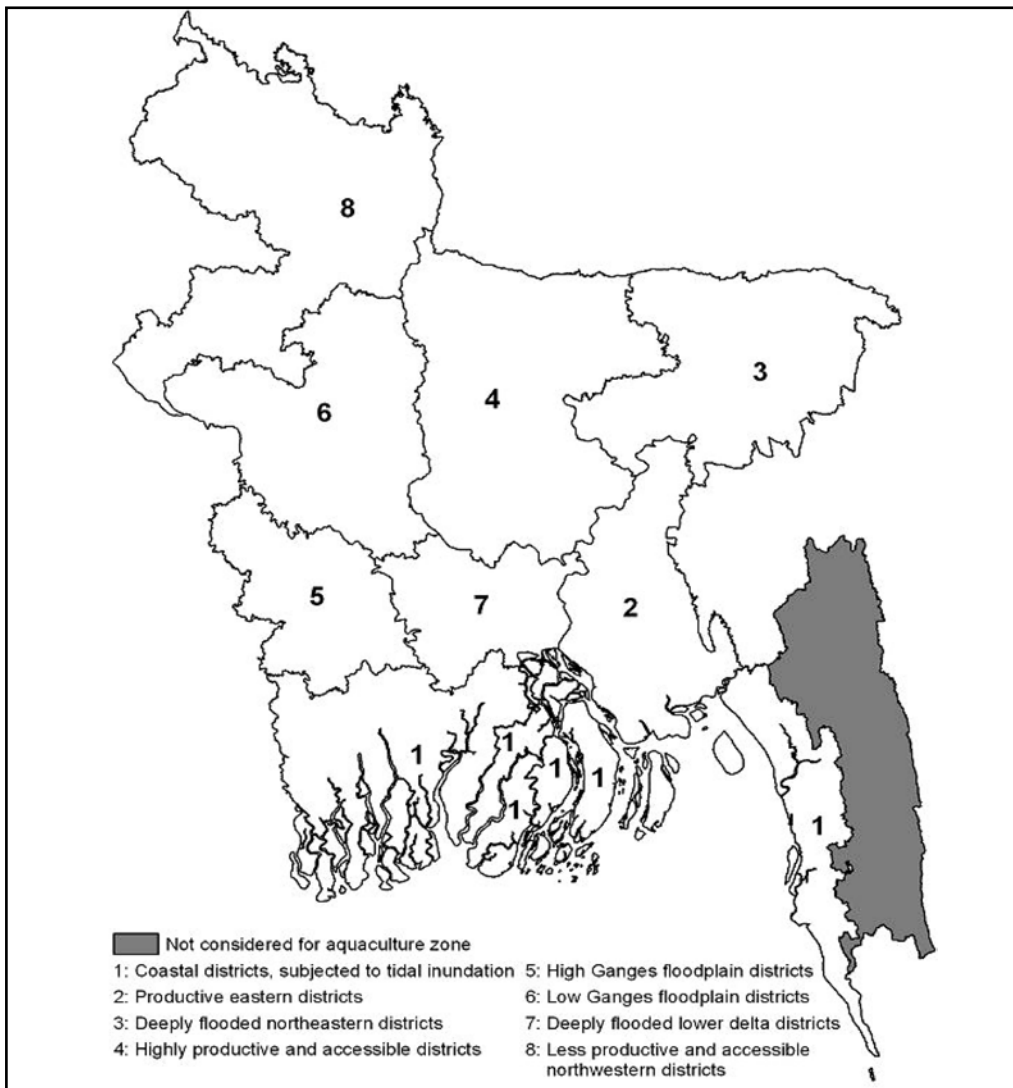 8
3
4
6
5
7
2
1
1
1
1
1
1
Not considered for aquaculture zone
1: Coastal districts, subjected to tidal inundation
2: Productive eastern districts
3: Deeply flooded northeastern districts
4: Highly productive and accessible districts
5: High Ganges floodplain districts
6: Low Ganges floodplain districts
7: Deeply flooded lower delta districts
8: Less productive and accessible
northwestern districts